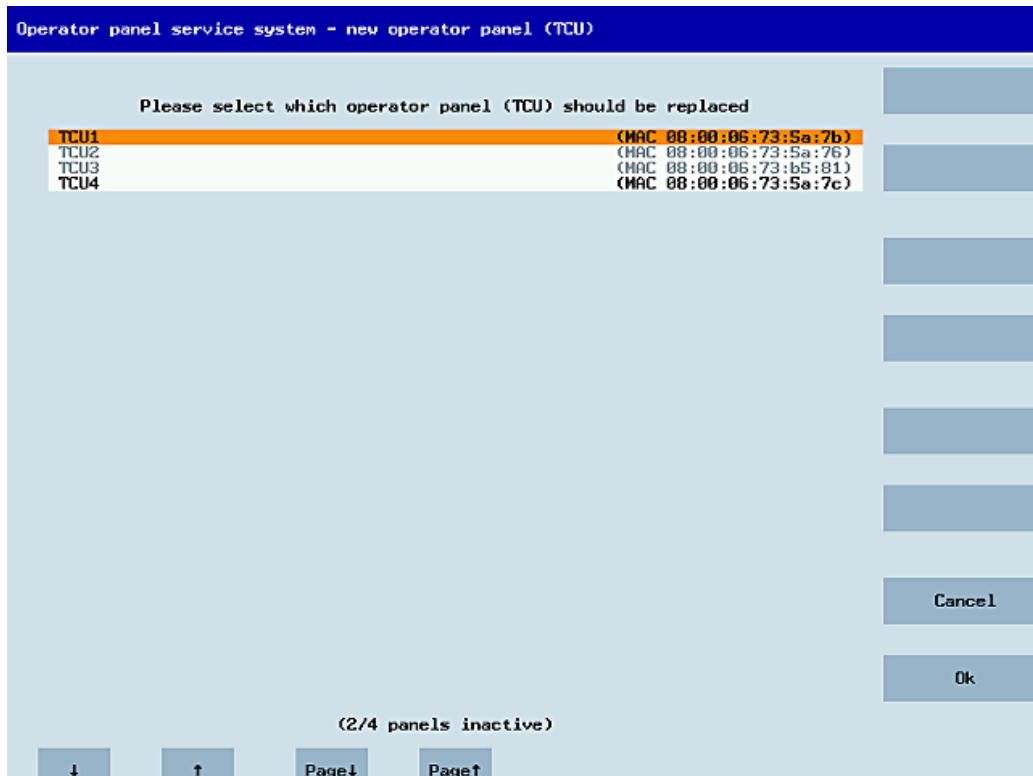 Operator panel service system - new operator panel (TCU)
Please select which operator panel (TCU) should be replaced
TCU1 (MAC 08:00:06:73:5a:7b)
TCU2 (MAC 08:00:06:73:5a:76)
TCU3 (MAC 08:00:06:73:b5:81)
TCU4 (MAC 08:00:06:73:5a:7c)
Cancel
Ok
(2/4 panels inactive)
↓ ↑ Page↓ Page↑